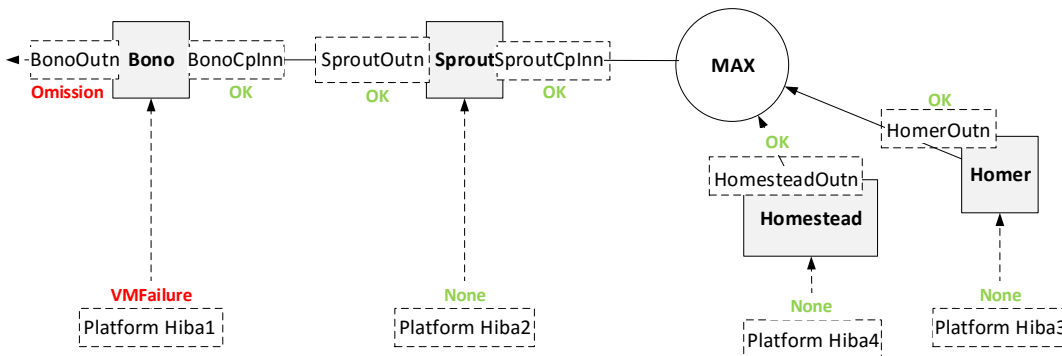 BonoOutn
Bono
BonoCpInn
Omission
OK
SproutOutn
Sprout
SproutCpInn
OK
OK
MAX
OK
HomerOutn
Homer
OK
HomesteadOutn
Homestead
VMFailure
Platform Hiba1
None
Platform Hiba2
None
Platform Hiba4
None
Platform Hiba3